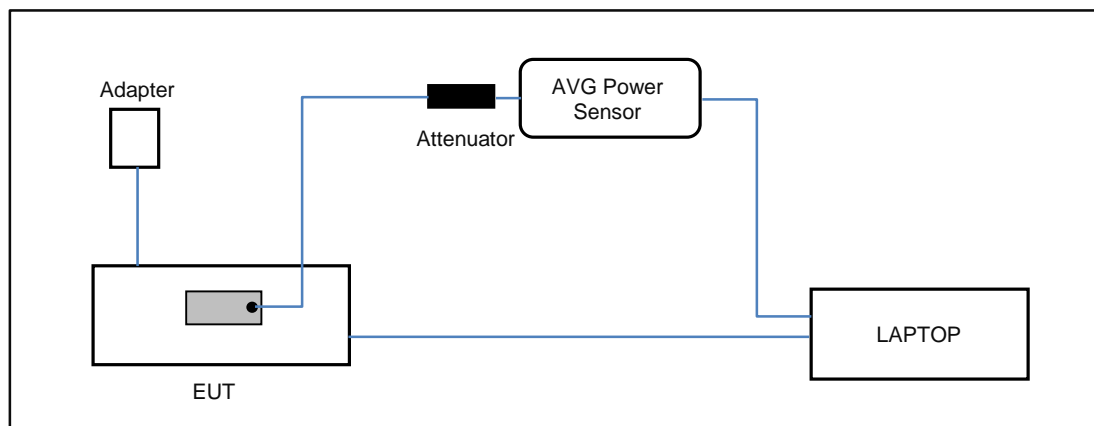 Adapter
AVG Power
Sensor
Attenuator
LAPTOP
EUT